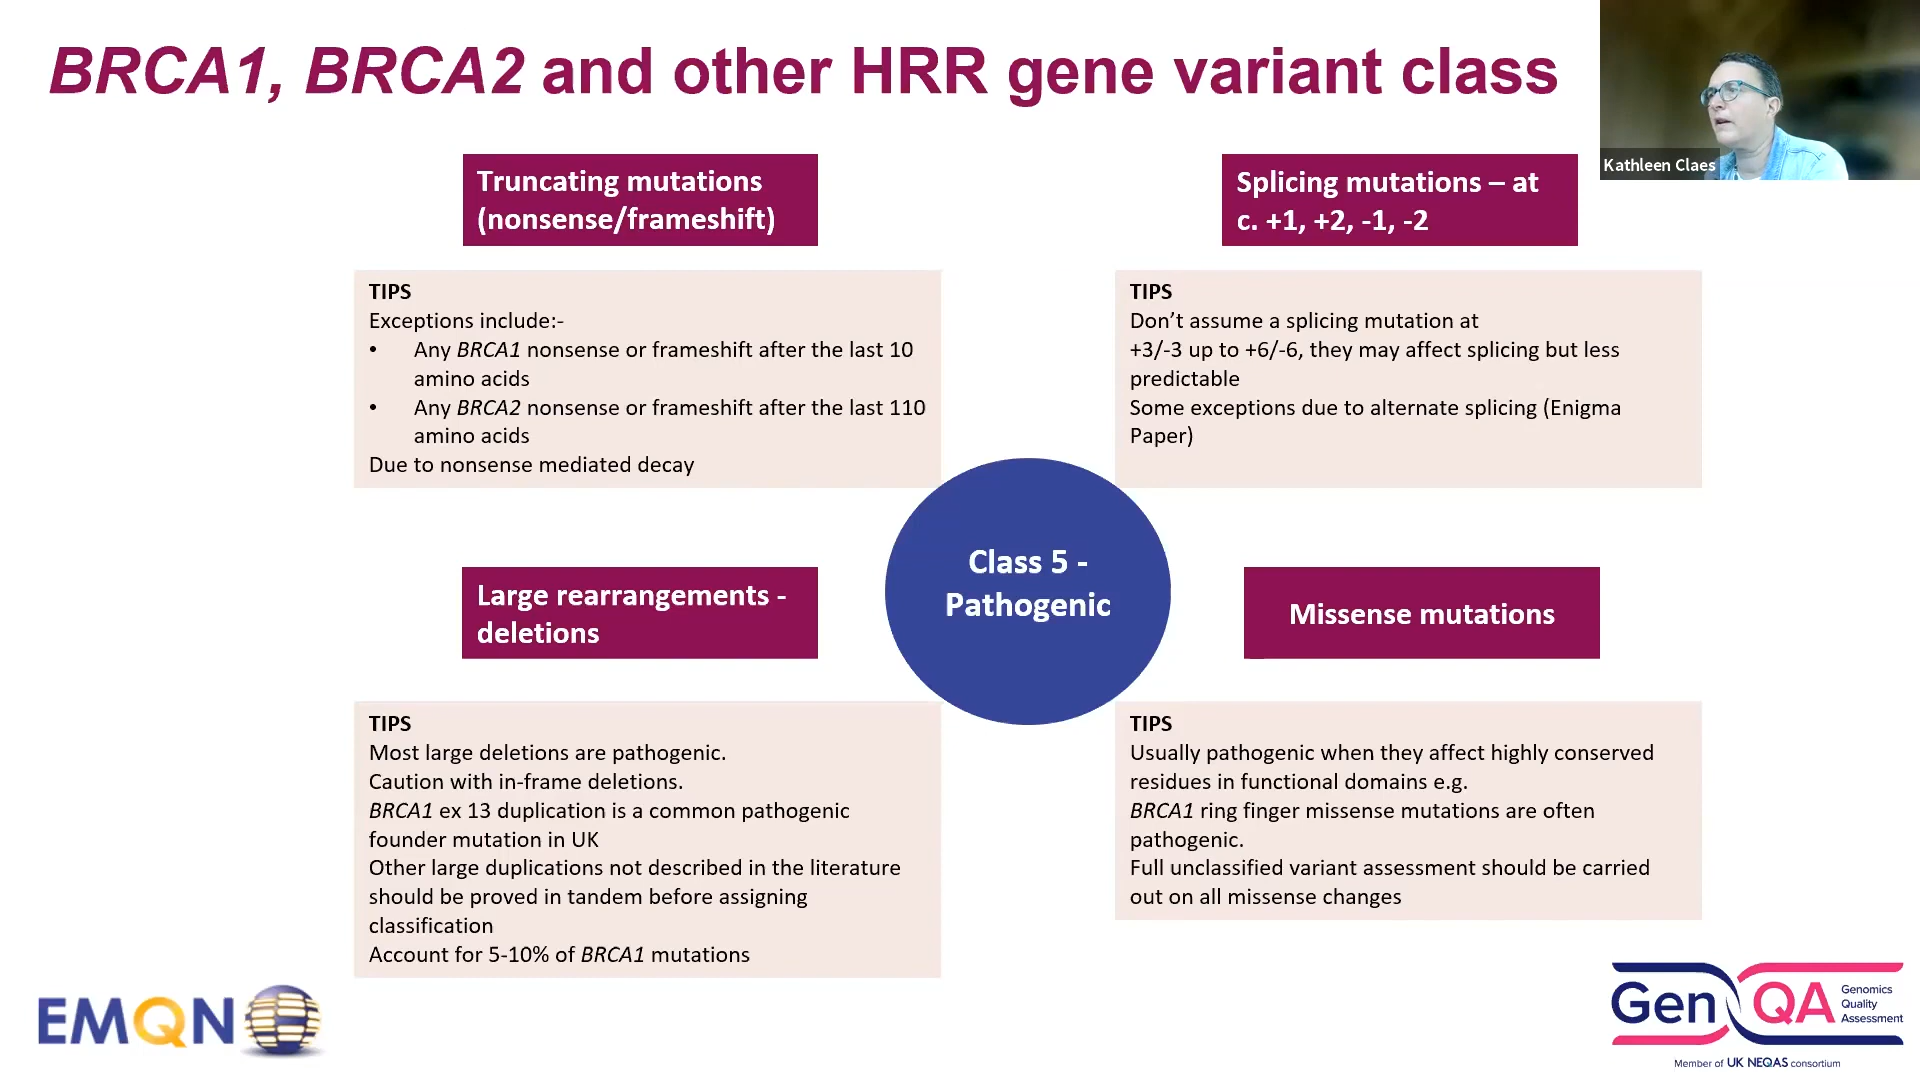 BRCA1, BRCA2 and other HRR gene variant class
Kathleen Claes
Truncating mutations
(nonsense/frameshift)
TIPS
Exceptions include:-
• Any BRCA1 nonsense or frameshift after the last 10
amino acids
• Any BRCA2 nonsense or frameshift after the last 110
amino acids
Due to nonsense mediated decay
Splicing mutations – at
c. +1, +2, -1, -2
TIPS
Don’t assume a splicing mutation at
+3/-3 up to +6/-6, they may affect splicing but less
predictable
Some exceptions due to alternate splicing (Enigma
Paper)
Class 5 -
Pathogenic
Large rearrangements -
deletions
TIPS
Most large deletions are pathogenic.
Caution with in-frame deletions.
BRCA1 ex 13 duplication is a common pathogenic
founder mutation in UK
Other large duplications not described in the literature
should be proved in tandem before assigning
classification
Account for 5-10% of BRCA1 mutations
Missense mutations
TIPS
Usually pathogenic when they affect highly conserved
residues in functional domains e.g.
BRCA1 ring finger missense mutations are often
pathogenic.
Full unclassified variant assessment should be carried
out on all missense changes
EMQN
GenQA
Genomics
Quality
Assessment
Member of UK NEQAS consortium